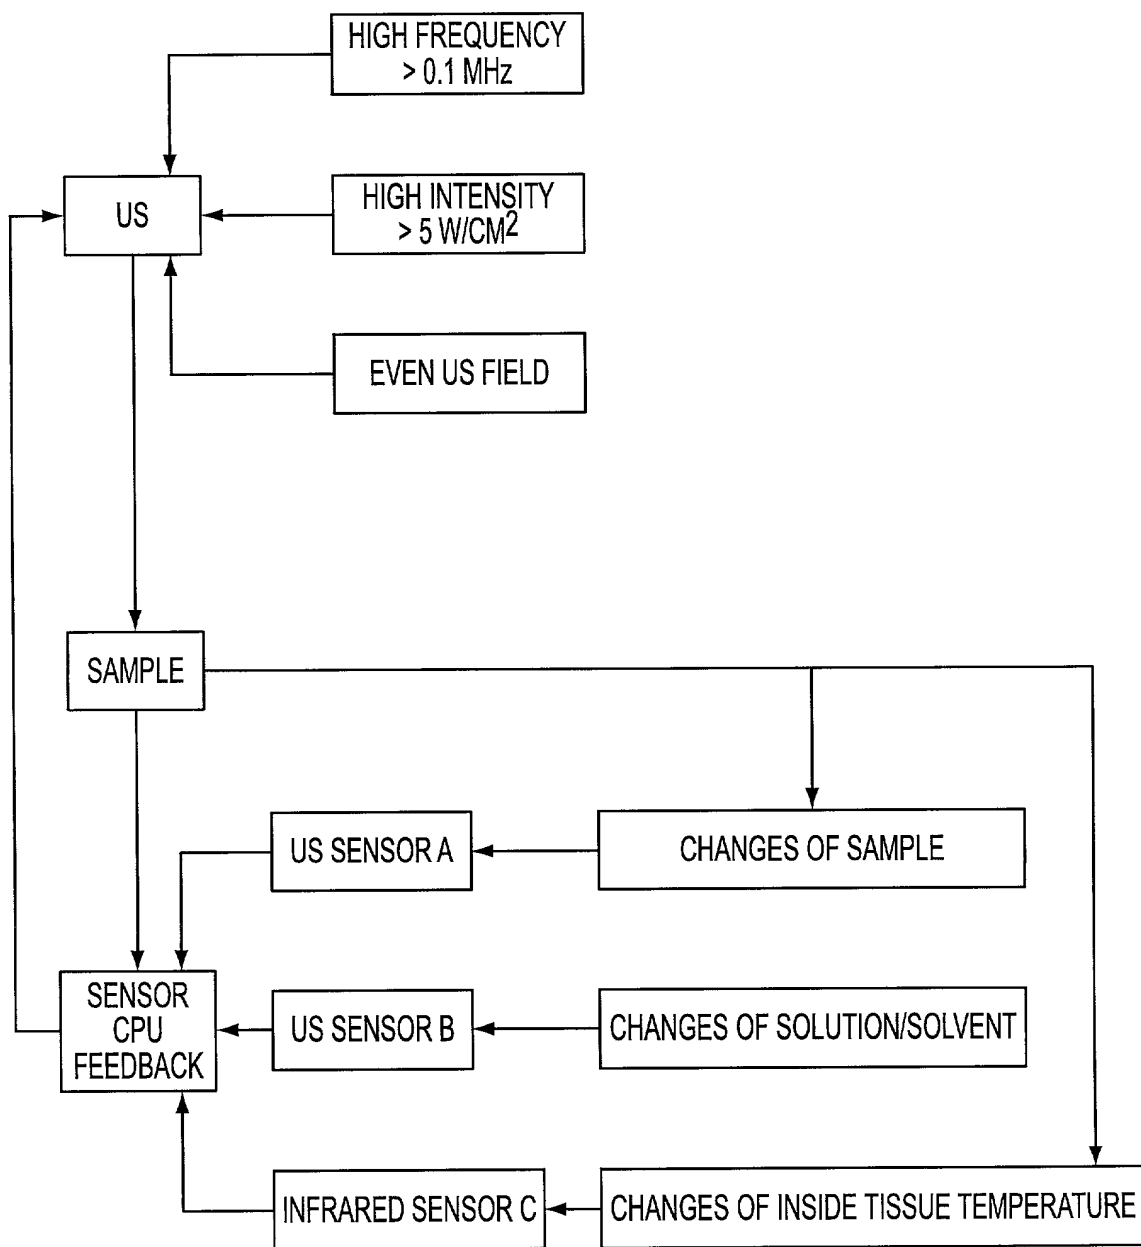 HIGH FREQUENCY
> 0.1 MHz
US
HIGH INTENSITY
> 5 W/CM²
EVEN US FIELD
SAMPLE
US SENSOR A
CHANGES OF SAMPLE
SENSOR
CPU
FEEDBACK
US SENSOR B
CHANGES OF SOLUTION/SOLVENT
INFRARED SENSOR C
CHANGES OF INSIDE TISSUE TEMPERATURE